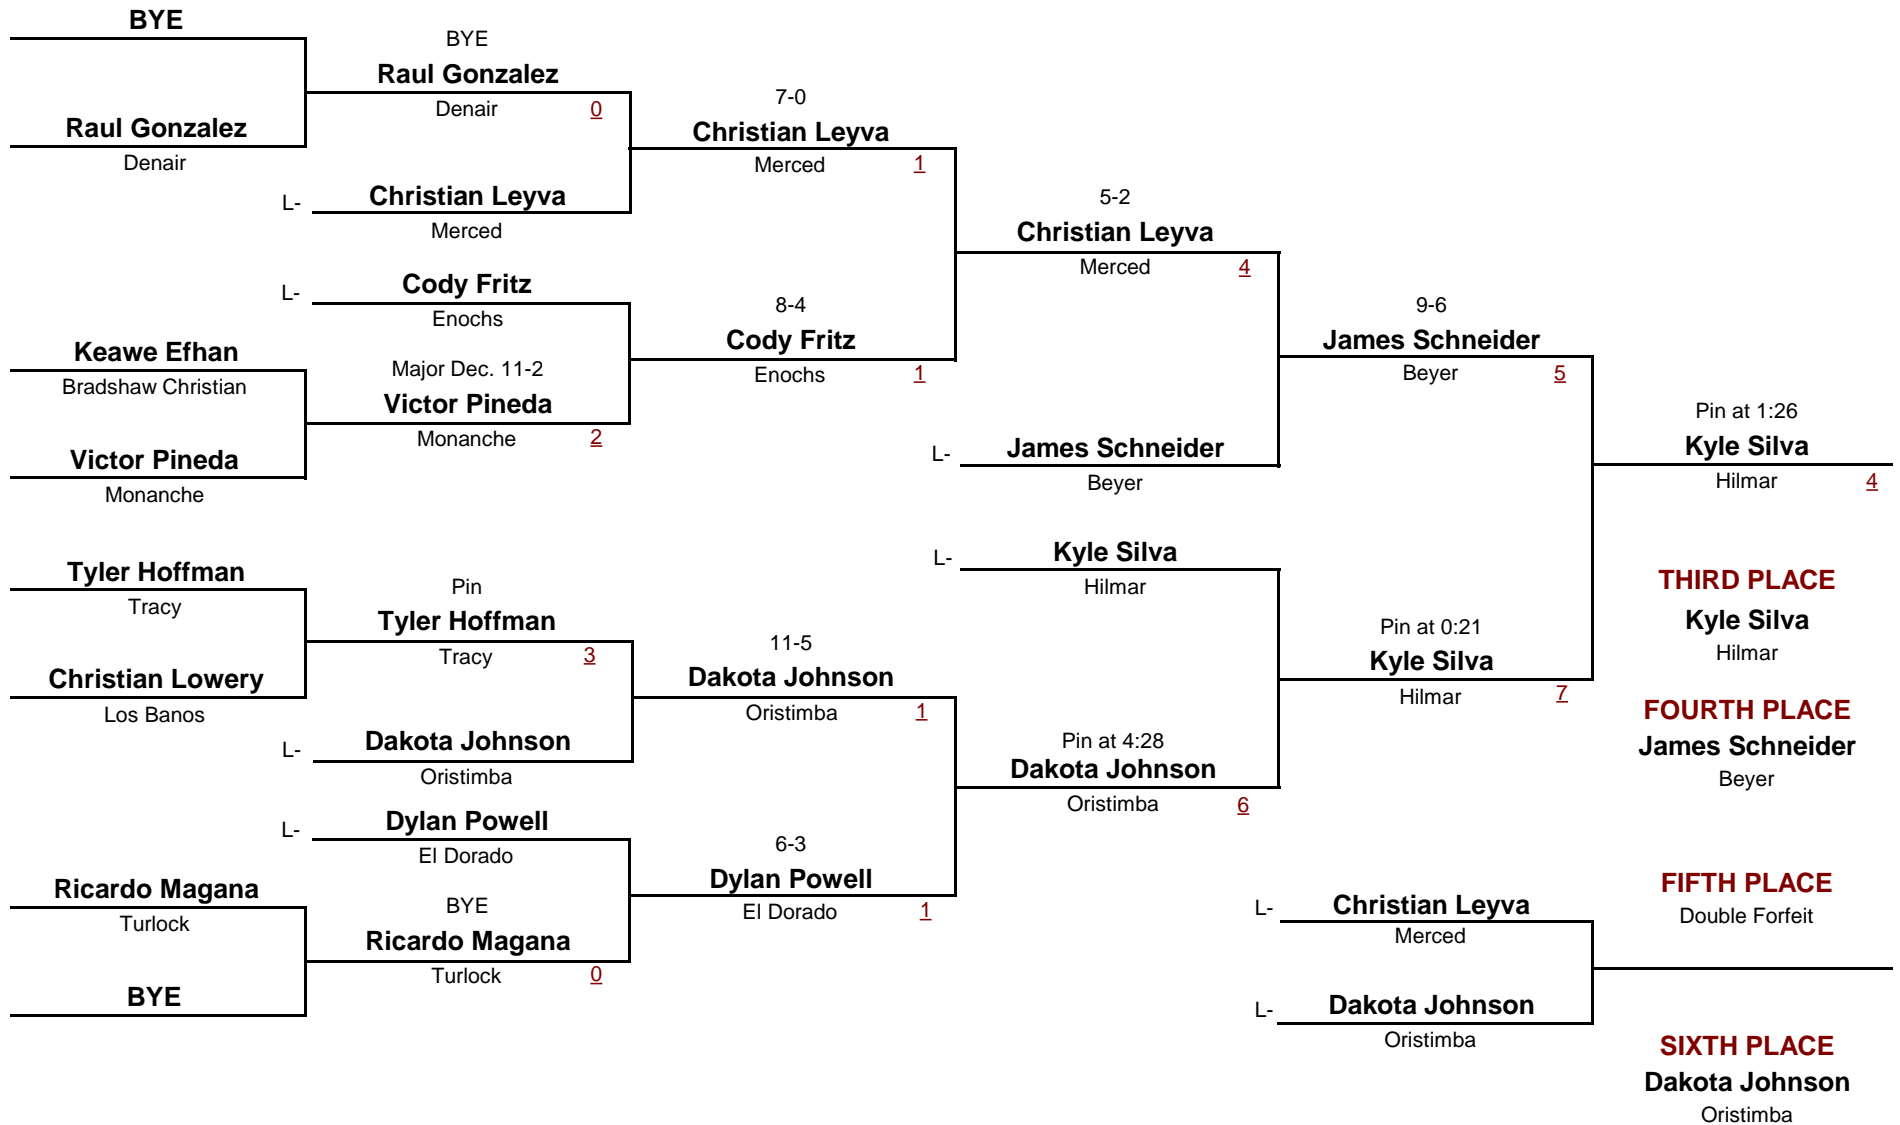 BYE
Raul Gonzalez
Denair
BYE
Raul Gonzalez
Denair
0
L-
Christian Leyva
Merced
7-0
Christian Leyva
Merced
1
L-
Cody Fritz
Enochs
Keawe Efhan
Bradshaw Christian
Victor Pineda
Monanche
Major Dec. 11-2
Victor Pineda
Monanche
2
8-4
Cody Fritz
Enochs
1
5-2
Christian Leyva
Merced
4
L-
James Schneider
Beyer
9-6
James Schneider
Beyer
5
Tyler Hoffman
Tracy
Christian Lowery
Los Banos
Pin
Tyler Hoffman
Tracy
3
L-
Dakota Johnson
Oristimba
11-5
Dakota Johnson
Oristimba
1
L-
Dylan Powell
El Dorado
Ricardo Magana
Turlock
BYE
BYE
Ricardo Magana
Turlock
0
6-3
Dylan Powell
El Dorado
1
L-
Kyle Silva
Hilmar
Pin at 4:28
Dakota Johnson
Oristimba
6
Pin at 0:21
Kyle Silva
Hilmar
7
Pin at 1:26
Kyle Silva
Hilmar
4
THIRD PLACE
Kyle Silva
Hilmar
FOURTH PLACE
James Schneider
Beyer
L-
Christian Leyva
Merced
L-
Dakota Johnson
Oristimba
FIFTH PLACE
Double Forfeit
SIXTH PLACE
Dakota Johnson
Oristimba